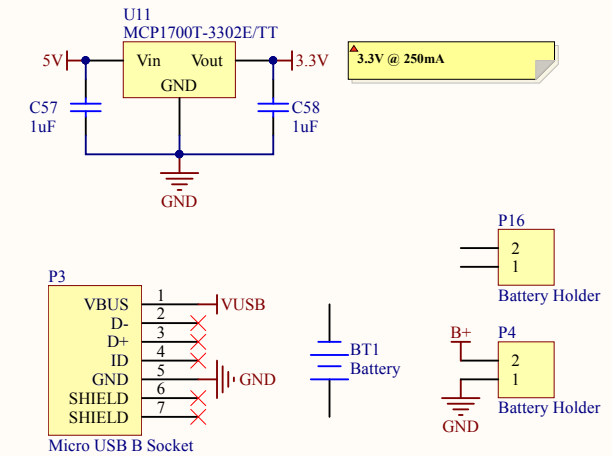 U11
MCP1700T-3302E/TT
5V
Vin
Vout
GND
3.3V
3.3V @ 250mA
C57
1uF
C58
1uF
GND
P16
2
1
Battery Holder
P3
VBUS
1
VUSB
D-
2
D+
3
ID
4
GND
5
GND
SHIELD
6
SHIELD
7
Micro USB B Socket
BT1
Battery
B+
P4
2
1
Battery Holder
GND